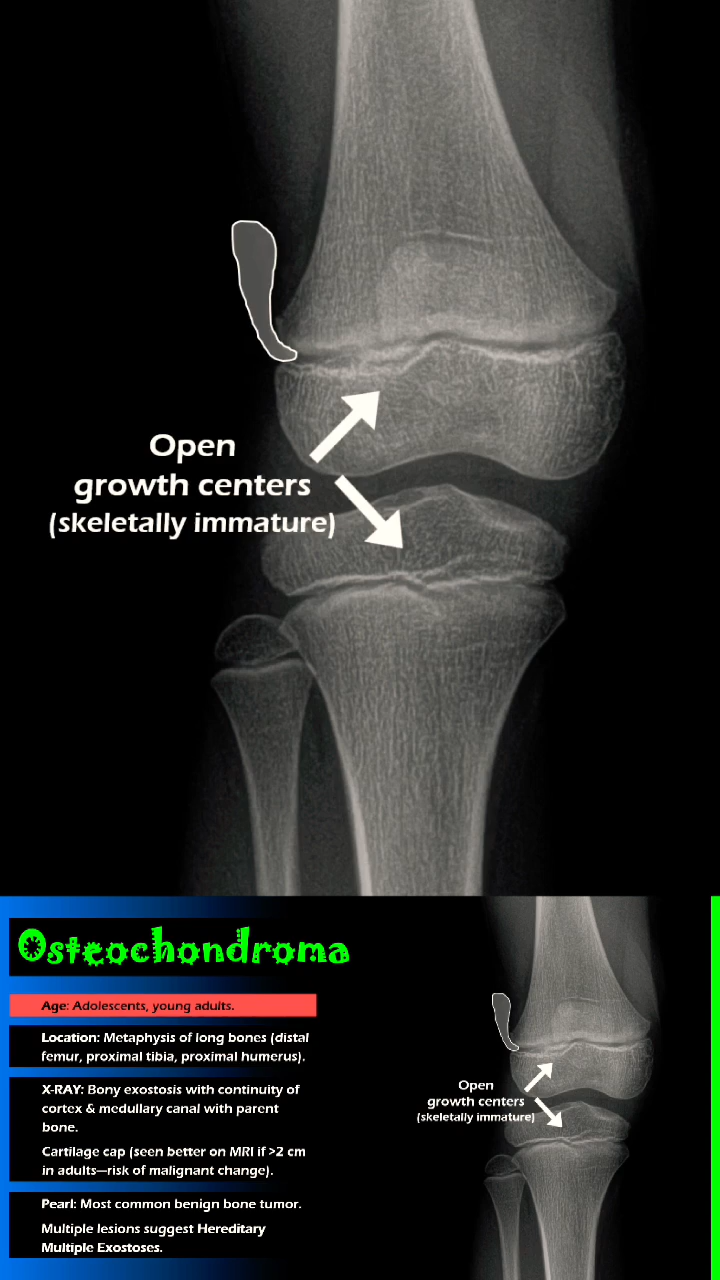 Open
growth centers
(skeletally immature)
Osteochondroma
Age: Adolescents, young adults.
Location: Metaphysis of long bones (distal
femur, proximal tibia, proximal humerus).
X-RAY: Bony exostosis with continuity of
cortex & medullary canal with parent
bone.
Cartilage cap (seen better on MRI if >2 cm
in adults—risk of malignant change).
Pearl: Most common benign bone tumor.
Multiple lesions suggest Hereditary
Multiple Exostoses.
Open
growth centers
(skeletally immature)